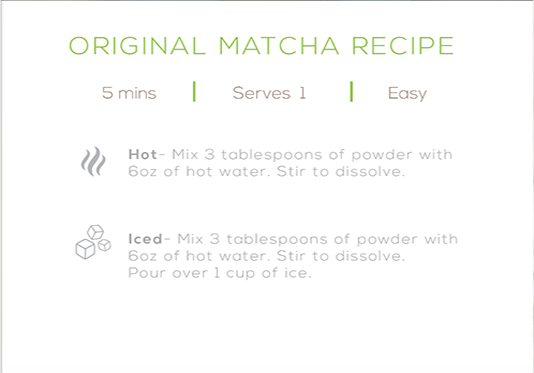 ORIGINAL MATCHA RECIPE
5 mins | Serves 1 | Easy
Hot- Mix 3 tablespoons of powder with
6oz of hot water. Stir to dissolve.
Iced- Mix 3 tablespoons of powder with
6oz of hot water. Stir to dissolve.
Pour over 1 cup of ice.